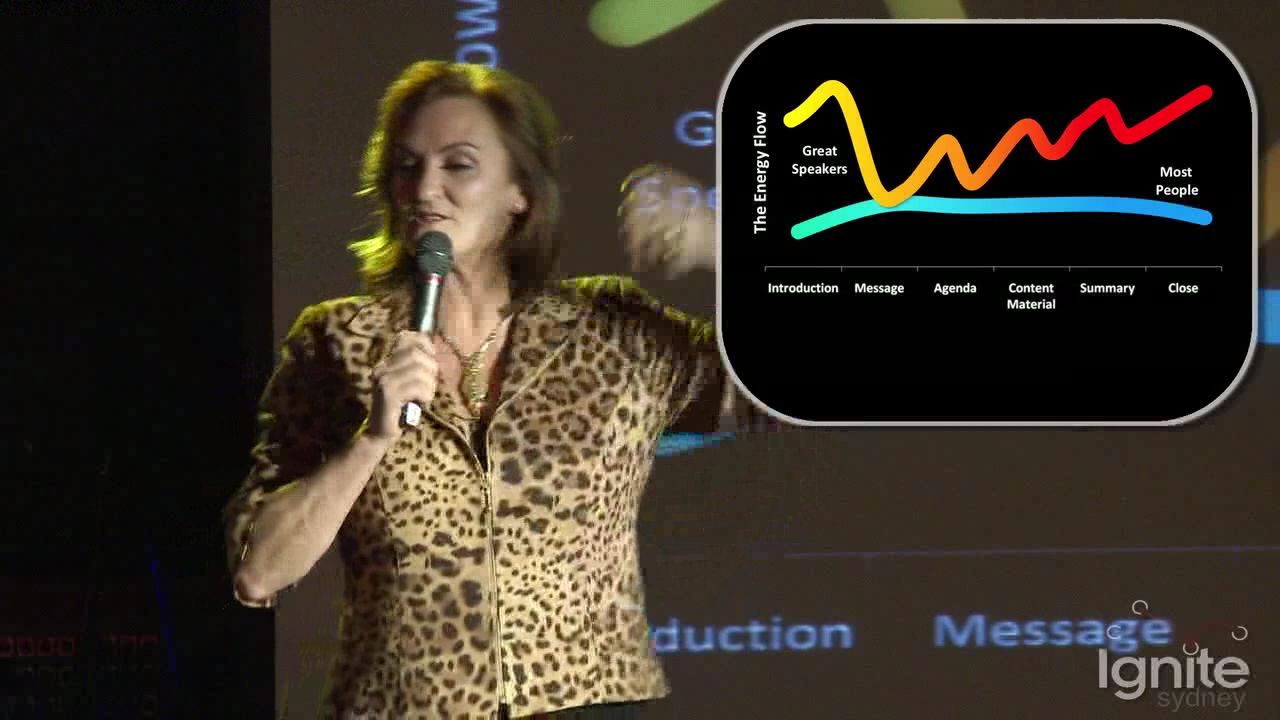 The Energy Flow
Great
Speakers
Most
People
Introduction
Message
Agenda
Content
Material
Summary
Close
duction
Message
Ignite
sydney